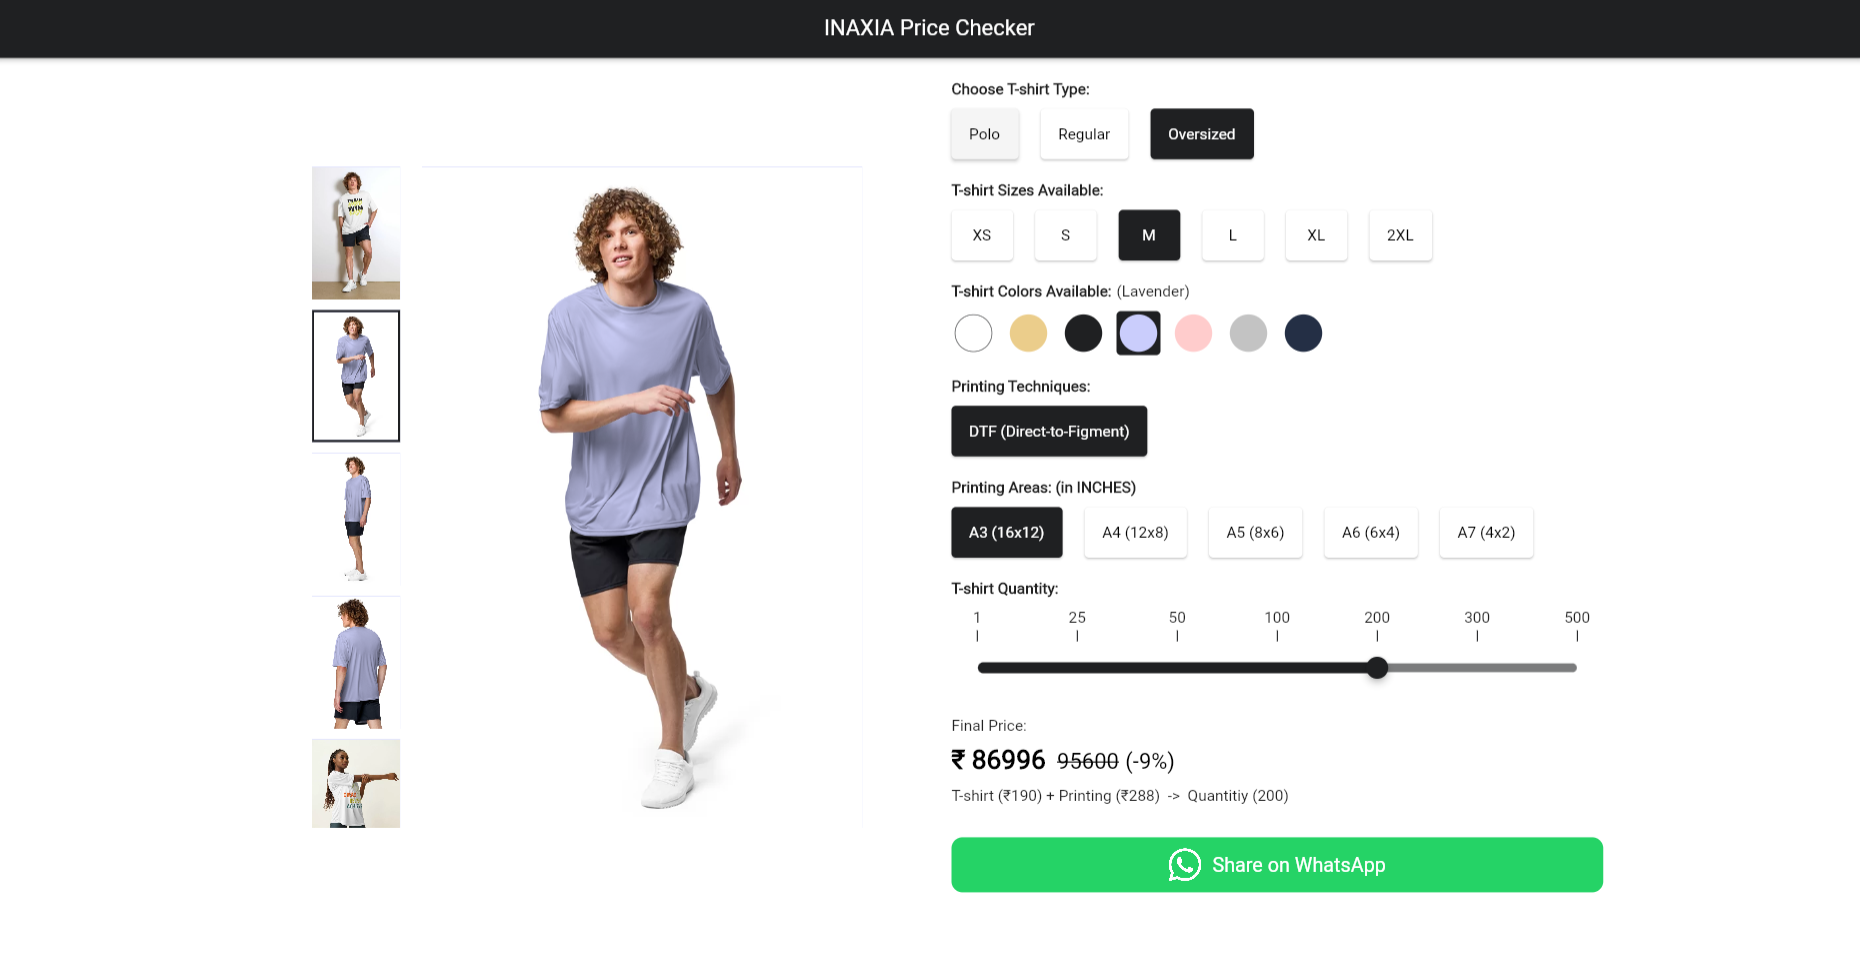 INAXIA Price Checker
Choose T-shirt Type:
Polo Regular Oversized
T-shirt Sizes Available:
XS S M L XL 2XL
T-shirt Colors Available: (Lavender)
Printing Techniques:
DTF (Direct-to-Figment)
Printing Areas: (in INCHES)
A3 (16x12) A4 (12x8) A5 (8x6) A6 (6x4) A7 (4x2)
T-shirt Quantity:
1 25 50 100 200 300 500
Final Price:
₹ 86996 95600 (-9%)
T-shirt (₹190) + Printing (₹288) -> Quantitiy (200)
Share on WhatsApp